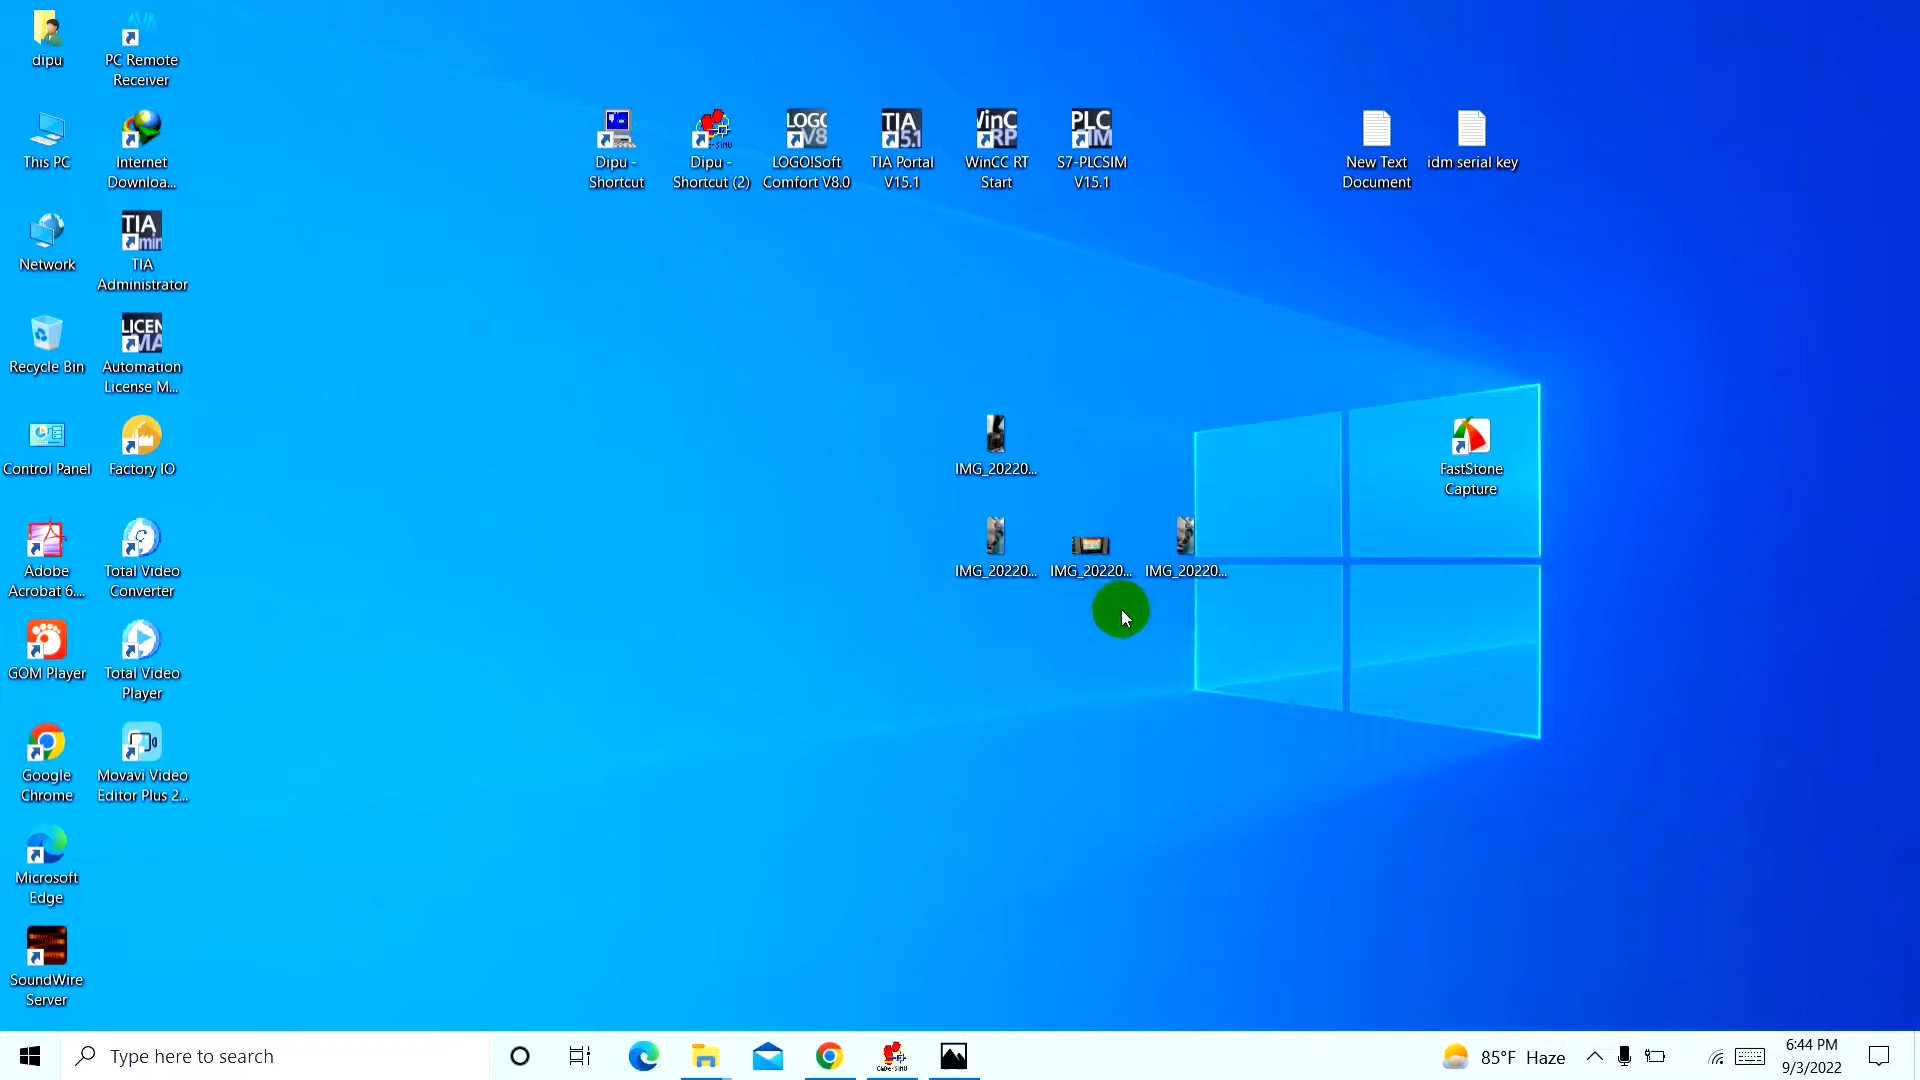 dipu
PC Remote
Receiver
This PC
Internet
Downloa...
Network
TIA
Administrator
Recycle Bin
Automation
License M...
Control Panel
Factory IO
Adobe
Acrobat 6....
Total Video
Converter
GOM Player
Total Video
Player
Google
Chrome
Movavi Video
Editor Plus 2...
Microsoft
Edge
SoundWire
Server
Dipu -
Shortcut
Dipu -
Shortcut (2)
LOGO!Soft
Comfort V8.0
TIA Portal
V15.1
WinCC RT
Start
S7-PLCSIM
V15.1
New Text
Document
idm serial key
IMG_20220...
IMG_20220...
IMG_20220...
IMG_20220...
FastStone
Capture
Type here to search
85°F Haze
6:44 PM
9/3/2022